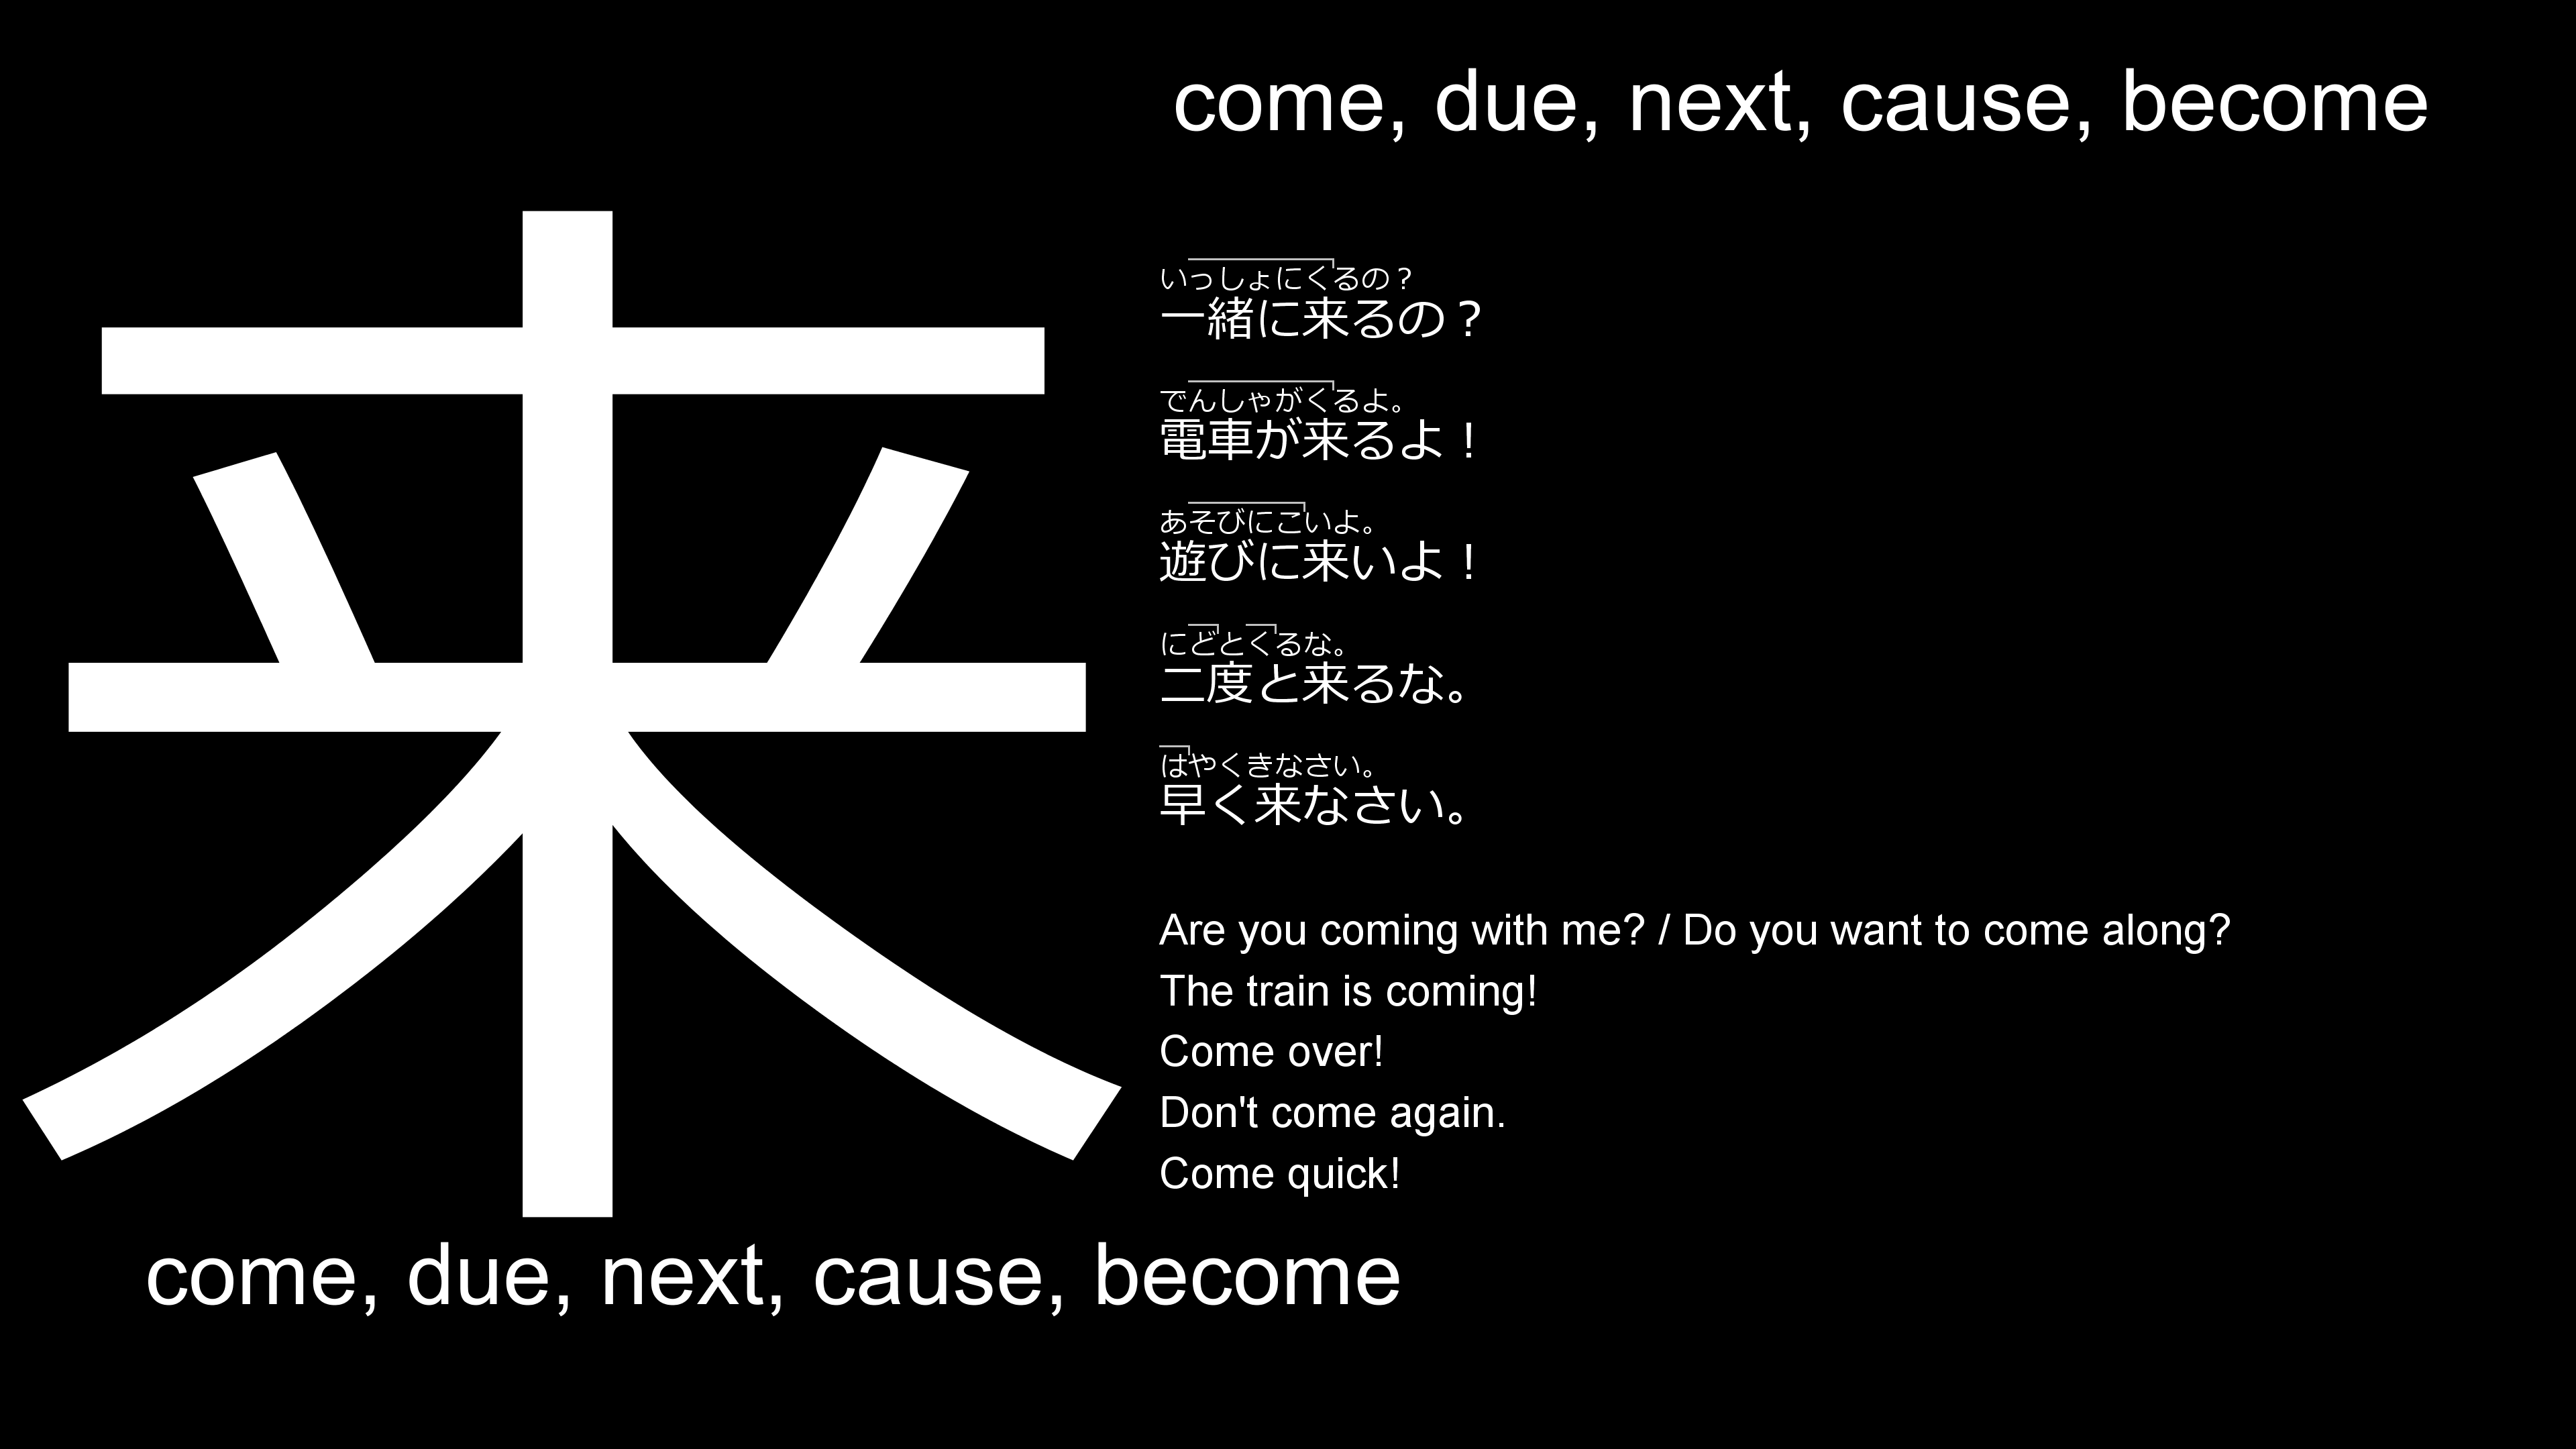 come, due, next, cause, become
来
いっしょにくるの？
一緒に来るの？
でんしゃがくるよ。
電車が来るよ！
あそびにこいよ。
遊びに来いよ！
にどとくるな。
二度と来るな。
はやくきなさい。
早く来なさい。
Are you coming with me? / Do you want to come along?
The train is coming!
Come over!
Don't come again.
Come quick!
come, due, next, cause, become